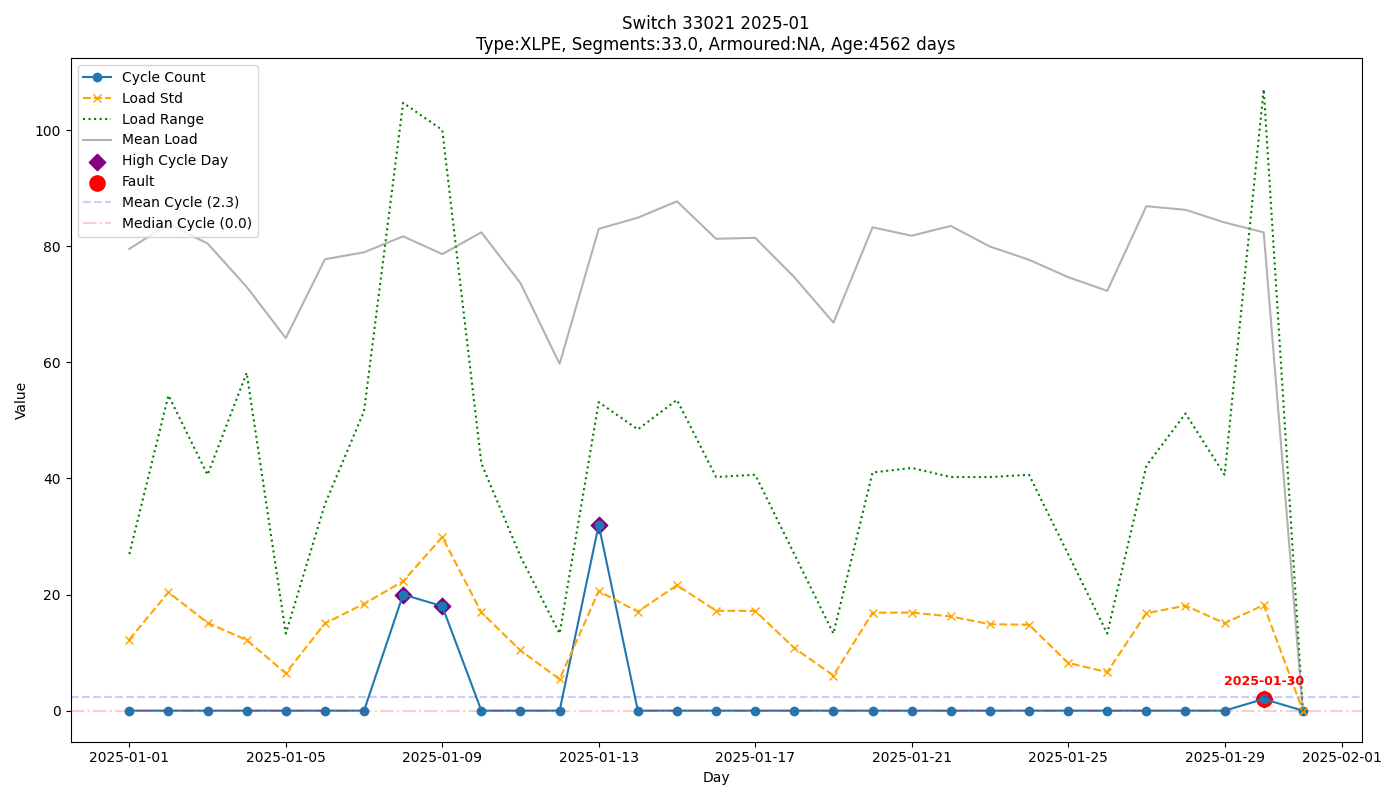 Switch 33021 2025-01
Type:XLPE, Segments:33.0, Armoured:NA, Age:4562 days
Cycle Count
Load Std
Load Range
Mean Load
High Cycle Day
Fault
Mean Cycle (2.3)
Median Cycle (0.0)
Value
100
80
60
40
20
0
2025-01-30
2025-01-01
2025-01-05
2025-01-09
2025-01-13
2025-01-17
2025-01-21
2025-01-25
2025-01-29
2025-02-01
Day